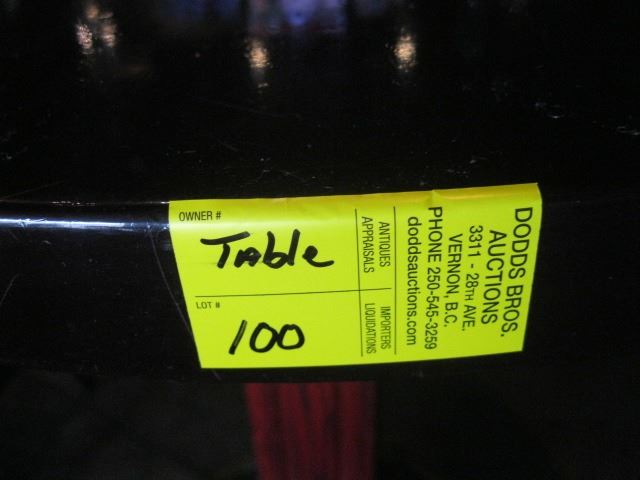 OWNER #
Table
LOT #
100
ANTIQUES
APPRAISALS
IMPORTERS
LIQUIDATIONS
DODDS BROS.
AUCTIONS
3311 - 28TH AVE.
VERNON, B.C.
PHONE 250-545-3259
doddsauctions.com